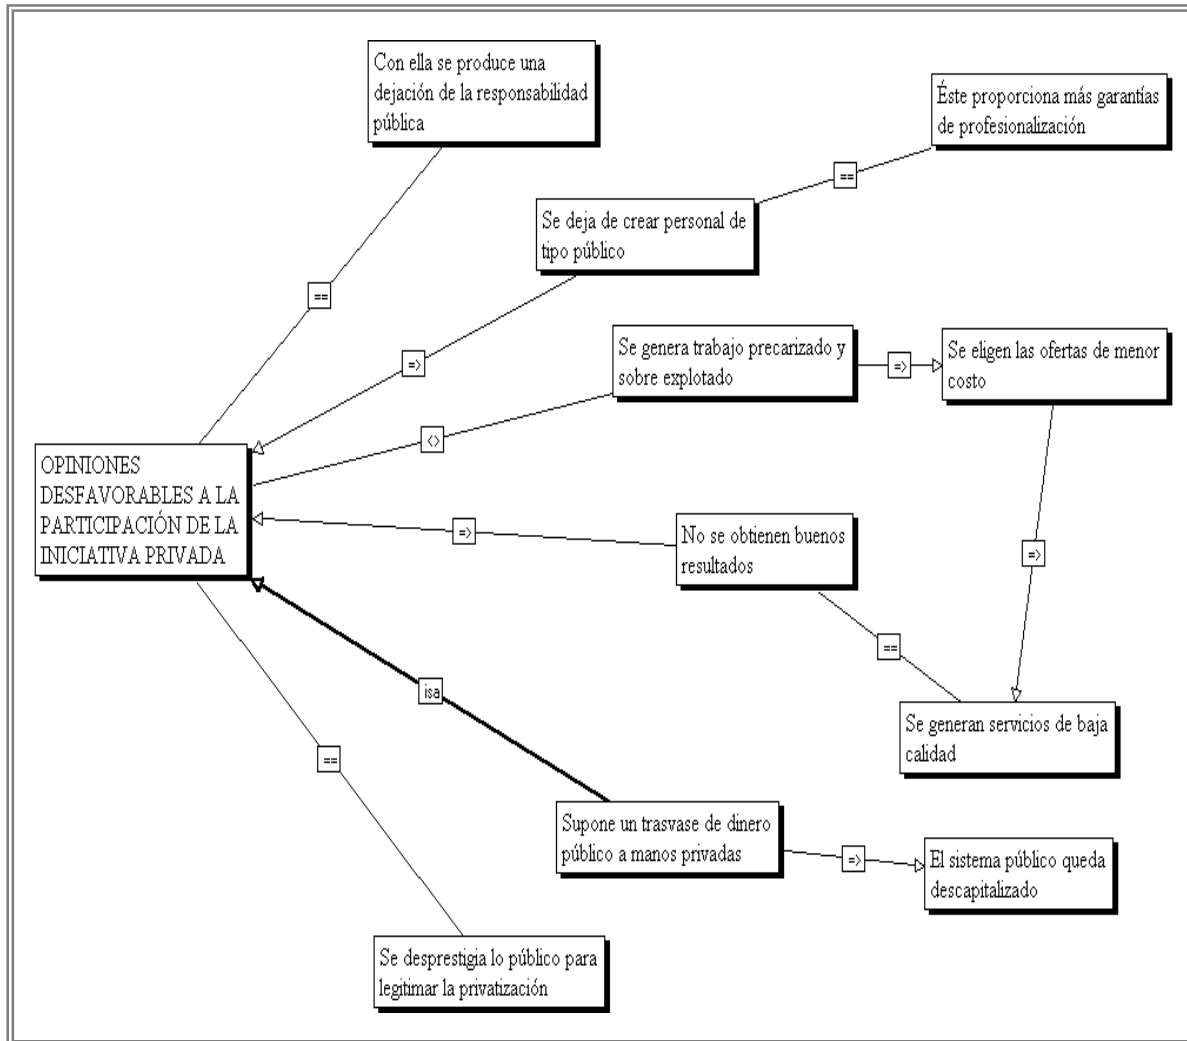 Con ella se produce una
dejación de la responsabilidad
pública
Éste proporciona más garantías
de profesionalización
==
Se deja de crear personal de
tipo público
==
=>
Se genera trabajo precarizado y
sobre explotado
=>
Se eligen las ofertas de menor
costo
<>
OPINIONES
DESFAVORABLES A LA
PARTICIPACIÓN DE LA
INICIATIVA PRIVADA
=>
No se obtienen buenos
resultados
=>
==
isa
Se generan servicios de baja
calidad
==
Supone un trasvase de dinero
público a manos privadas
=>
El sistema público queda
descapitalizado
Se desprestigia lo público para
legitimar la privatización